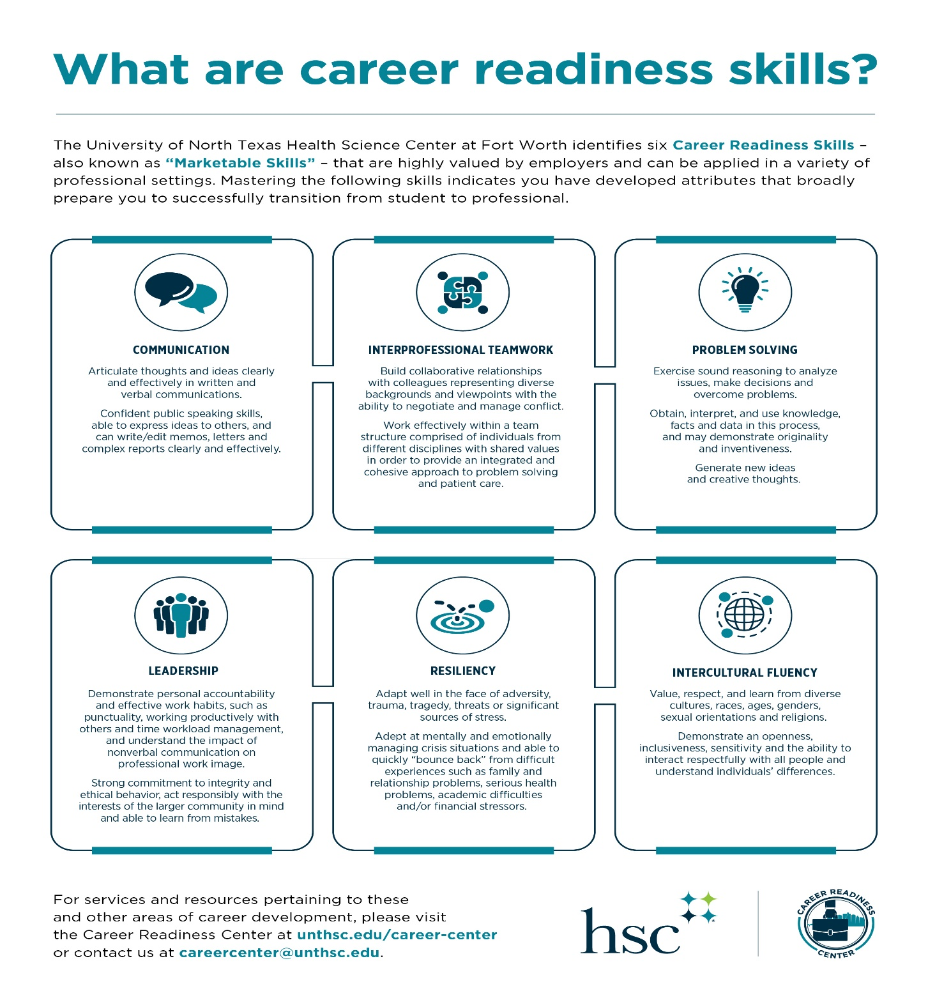 What are career readiness skills?
The University of North Texas Health Science Center at Fort Worth identifies six Career Readiness Skills –
also known as “Marketable Skills” – that are highly valued by employers and can be applied in a variety of
professional settings. Mastering the following skills indicates you have developed attributes that broadly
prepare you to successfully transition from student to professional.
COMMUNICATION
Articulate thoughts and ideas clearly
and effectively in written and
verbal communications.
Confident public speaking skills,
able to express ideas to others, and
can write/edit memos, letters and
complex reports clearly and effectively.
INTERPROFESSIONAL TEAMWORK
Build collaborative relationships
with colleagues representing diverse
backgrounds and viewpoints with the
ability to negotiate and manage conflict.
Work effectively within a team
structure comprised of individuals from
different disciplines with shared values
in order to provide an integrated and
cohesive approach to problem solving
and patient care.
PROBLEM SOLVING
Exercise sound reasoning to analyze
issues, make decisions and
overcome problems.
Obtain, interpret, and use knowledge,
facts and data in this process,
and may demonstrate originality
and inventiveness.
Generate new ideas
and creative thoughts.
LEADERSHIP
Demonstrate personal accountability
and effective work habits, such as
punctuality, working productively with
others and time workload management,
and understand the impact of
nonverbal communication on
professional work image.
Strong commitment to integrity and
ethical behavior, act responsibly with the
interests of the larger community in mind
and able to learn from mistakes.
RESILIENCY
Adapt well in the face of adversity,
trauma, tragedy, threats or significant
sources of stress.
Adept at mentally and emotionally
managing crisis situations and able to
quickly “bounce back” from difficult
experiences such as family and
relationship problems, serious health
problems, academic difficulties
and/or financial stressors.
INTERCULTURAL FLUENCY
Value, respect, and learn from diverse
cultures, races, ages, genders,
sexual orientations and religions.
Demonstrate an openness,
inclusiveness, sensitivity and the ability to
interact respectfully with all people and
understand individuals’ differences.
For services and resources pertaining to these
and other areas of career development, please visit
the Career Readiness Center at unthsc.edu/career-center
or contact us at careercenter@unthsc.edu.
hsc
CAREER READINESS
CENTER